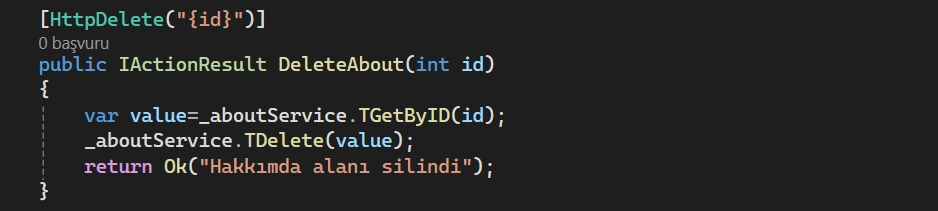 [HttpDelete("{id}")]
0 başvuru
public IActionResult DeleteAbout(int id)
{
var value=_aboutService.TGetByID(id);
_aboutService.TDelete(value);
return Ok("Hakkımda alanı silindi");
}